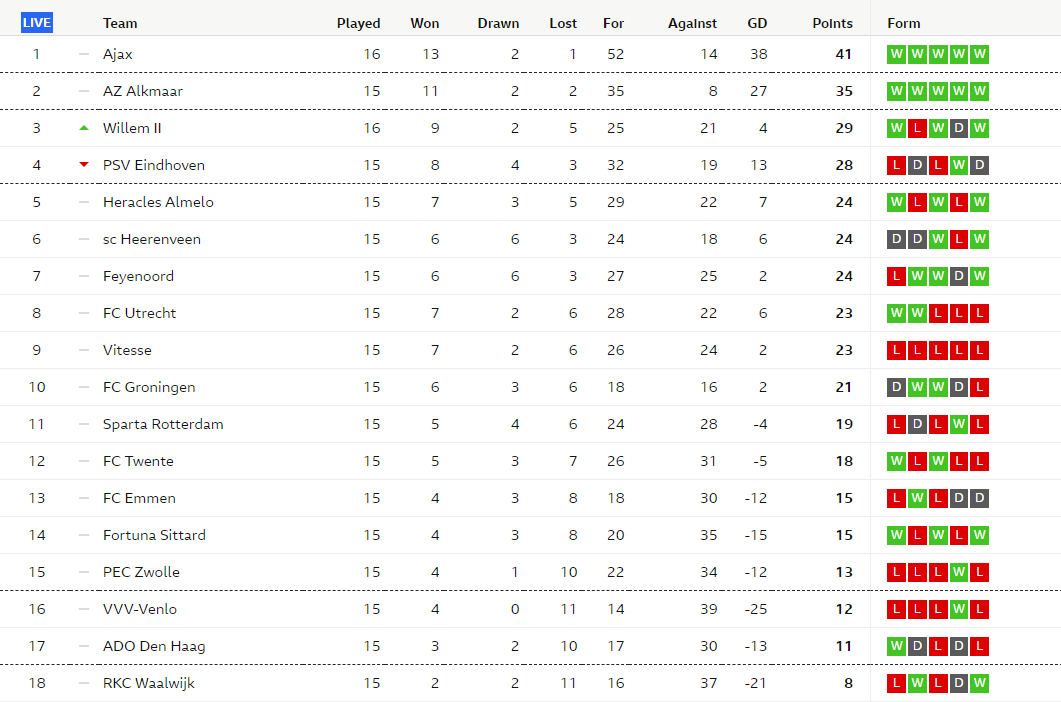 LIVE Team Played Won Drawn Lost For Against GD Points Form
1 Ajax 16 13 2 1 52 14 38 41 W W W W W
2 AZ Alkmaar 15 11 2 2 35 8 27 35 W W W W W
3 Willem II 16 9 2 5 25 21 4 29 W L W D W
4 PSV Eindhoven 15 8 4 3 32 19 13 28 L D L W D
5 Heracles Almelo 15 7 3 5 29 22 7 24 W L W L W
6 sc Heerenveen 15 6 6 3 24 18 6 24 D D W L W
7 Feyenoord 15 6 6 3 27 25 2 24 L W W D W
8 FC Utrecht 15 7 2 6 28 22 6 23 W W L L L
9 Vitesse 15 7 2 6 26 24 2 23 L L L L L
10 FC Groningen 15 6 3 6 18 16 2 21 D W W D L
11 Sparta Rotterdam 15 5 4 6 24 28 -4 19 L D L W L
12 FC Twente 15 5 3 7 26 31 -5 18 W L W L L
13 FC Emmen 15 4 3 8 18 30 -12 15 L W L D D
14 Fortuna Sittard 15 4 3 8 20 35 -15 15 W L W L W
15 PEC Zwolle 15 4 1 10 22 34 -12 13 L L L W L
16 VVV-Venlo 15 4 0 11 14 39 -25 12 L L L W L
17 ADO Den Haag 15 3 2 10 17 30 -13 11 W D L D L
18 RKC Waalwijk 15 2 2 11 16 37 -21 8 L W L D W